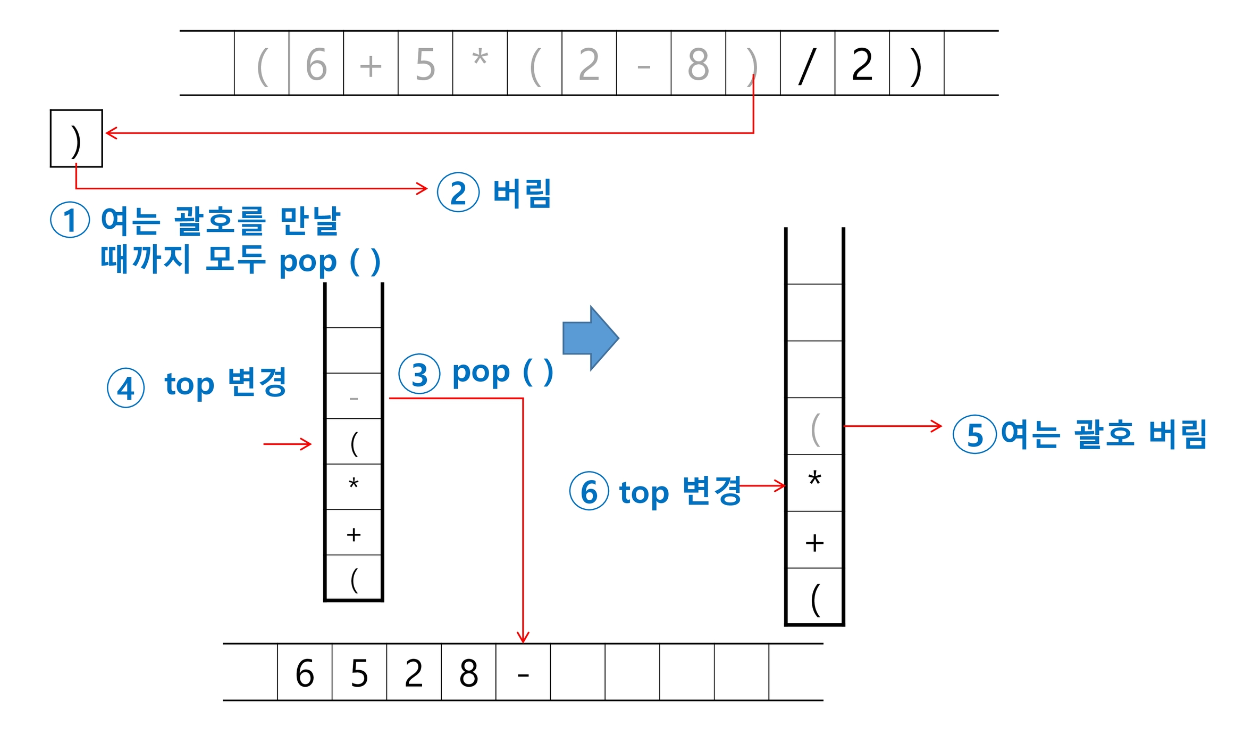 ( 6 + 5 * ( 2 - 8 ) / 2 )
)
② 버림
① 여는 괄호를 만날
때까지 모두 pop ( )
④ top 변경
③ pop ( )
-
(
*
+
(
(
*
+
(
⑤여는 괄호 버림
⑥ top 변경
6 5 2 8 -